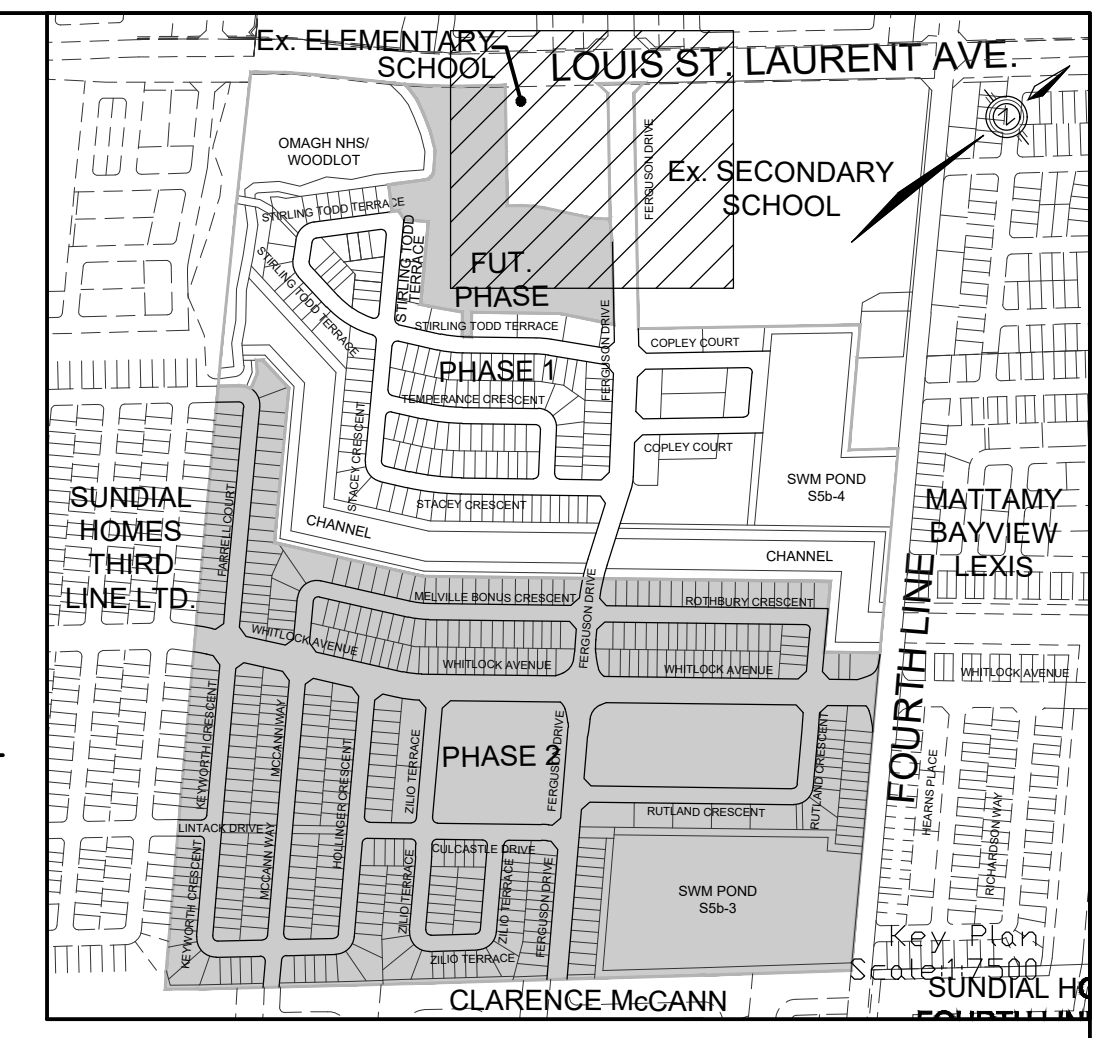 Ex. ELEMENTARY
SCHOOL
LOUIS ST. LAURENT AVE.
OMAGH NHS/
WOODLOT
FERGUSON DRIVE
Ex. SECONDARY
SCHOOL
STIRLING TODD TERRACE
STIRLING TODD
TERRACE
STIRLING TODD TERRACE
FUT.
PHASE
STIRLING TODD TERRACE
FERGUSON DRIVE
COPLEY COURT
PHASE 1
TEMPERANCE CRESCENT
STACEY CRESCENT
COPLEY COURT
STACEY CRESCENT
SWM POND
S5b-4
SUNDIAL
HOMES
THIRD
LINE LTD.
MATTAMY
BAYVIEW
LEXIS
FARRELL COURT
CHANNEL
CHANNEL
FOURTH LINE
MELVILLE BONUS CRESCENT
FERGUSON DRIVE
ROTHBURY CRESCENT
WHITLOCK AVENUE
WHITLOCK AVENUE
WHITLOCK AVENUE
WHITLOCK AVENUE
KEYWORTH CRESCENT
MCCANN WAY
HOLLINGER CRESCENT
ZILIO TERRACE
PHASE 2
FERGUSON DRIVE
RUTLAND CRESCENT
RUTLAND CRESCENT
HEARNS PLACE
RICHARDSON WAY
LINTACK DRIVE
CULCASTLE DRIVE
KEYWORTH CRESCENT
MCCANN WAY
ZILIO TERRACE
ZILIO TERRACE
FERGUSON DRIVE
SWM POND
S5b-3
ZILIO TERRACE
Key Plan
Scale:1:7500
CLARENCE McCANN
SUNDIAL HO
FOURTH LIN
N